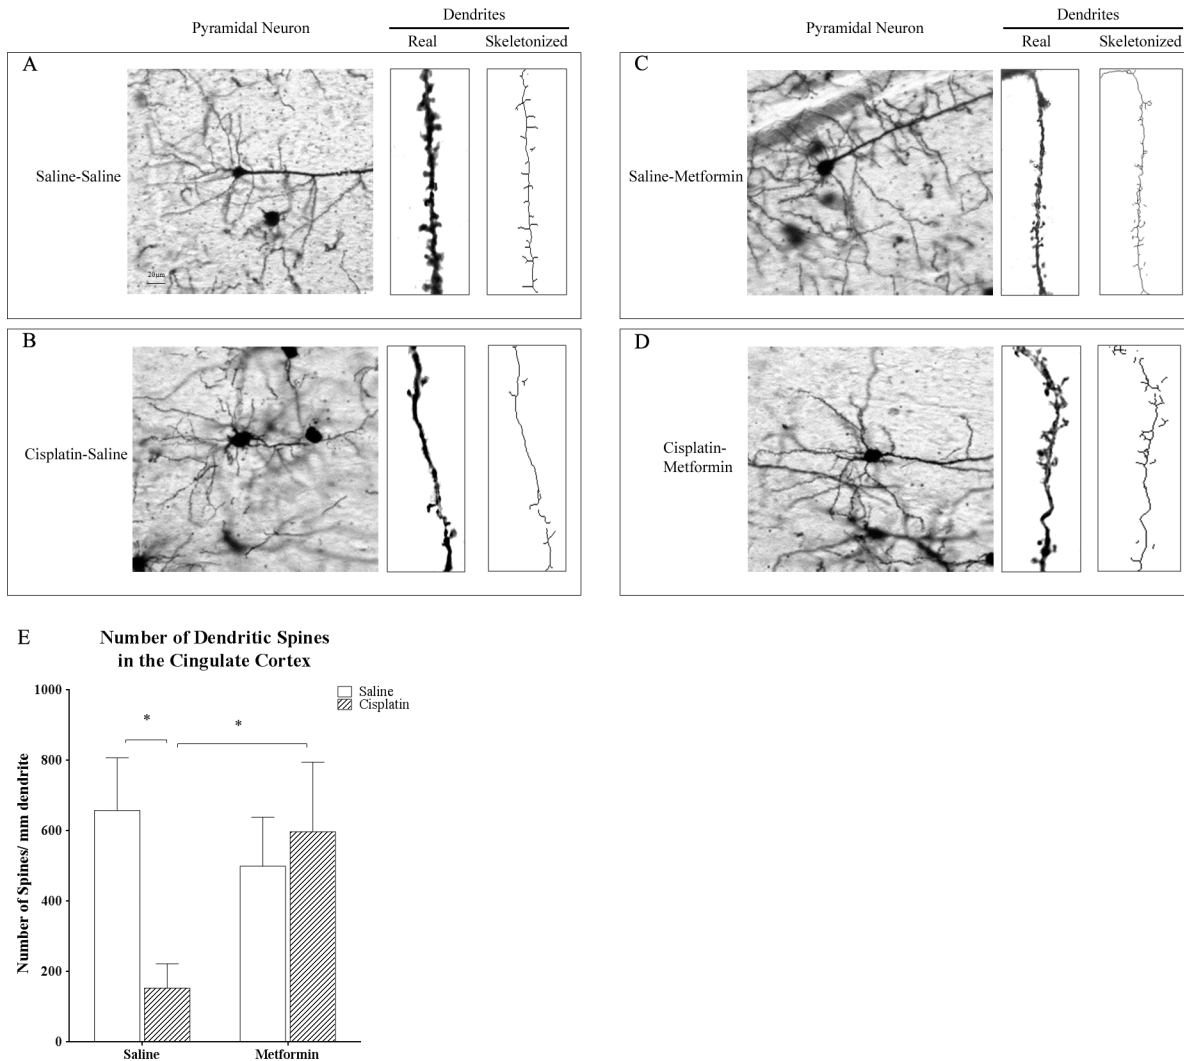 Pyramidal Neuron
Dendrites
Real Skeletonized
Pyramidal Neuron
Dendrites
Real Skeletonized
A
Saline-Saline
20μm
C
Saline-Metformin
B
Cisplatin-Saline
D
Cisplatin-
Metformin
E
Number of Dendritic Spines
in the Cingulate Cortex
Number of Spines/ mm dendrite
1000
800
600
400
200
0
* *
Saline
Cisplatin
Saline Metformin